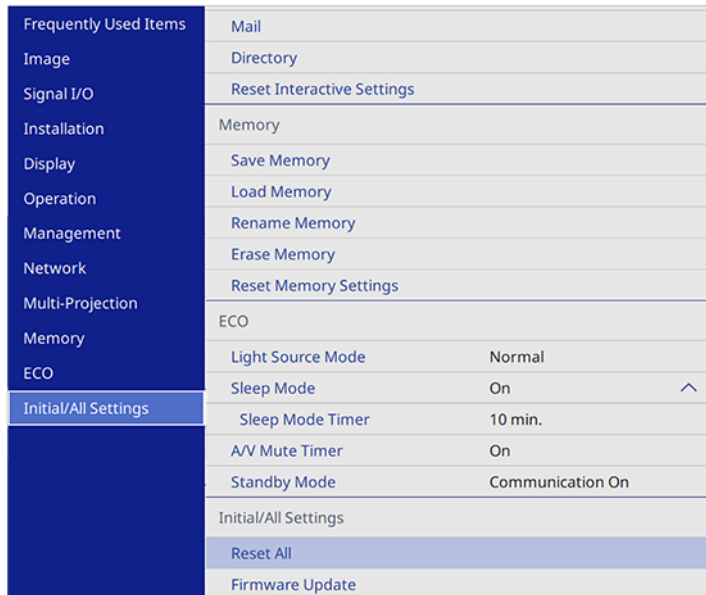 Frequently Used Items
Image
Signal I/O
Installation
Display
Operation
Management
Network
Multi-Projection
Memory
ECO
Initial/All Settings
Mail
Directory
Reset Interactive Settings
Memory
Save Memory
Load Memory
Rename Memory
Erase Memory
Reset Memory Settings
ECO
Light Source Mode Normal
Sleep Mode On
Sleep Mode Timer 10 min.
A/V Mute Timer On
Standby Mode Communication On
Initial/All Settings
Reset All
Firmware Update